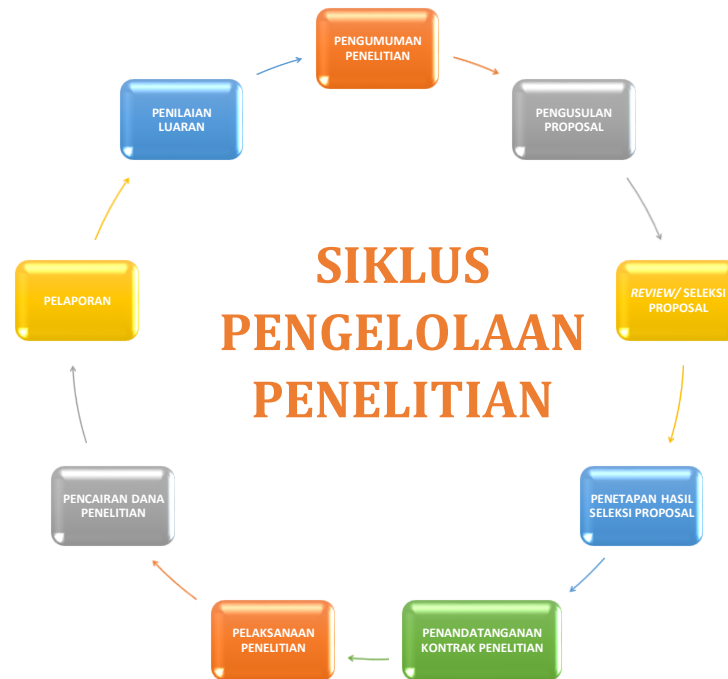 PENGUMUMAN
PENELITIAN
PENGUSULAN
PROPOSAL
REVIEW/ SELEKSI
PROPOSAL
PENETAPAN HASIL
SELEKSI PROPOSAL
PENANDATANGANAN
KONTRAK PENELITIAN
PELAKSANAAN
PENELITIAN
PENCAIRAN DANA
PENELITIAN
PELAPORAN
PENILAIAN
LUARAN
SIKLUS
PENGELOLAAN
PENELITIAN